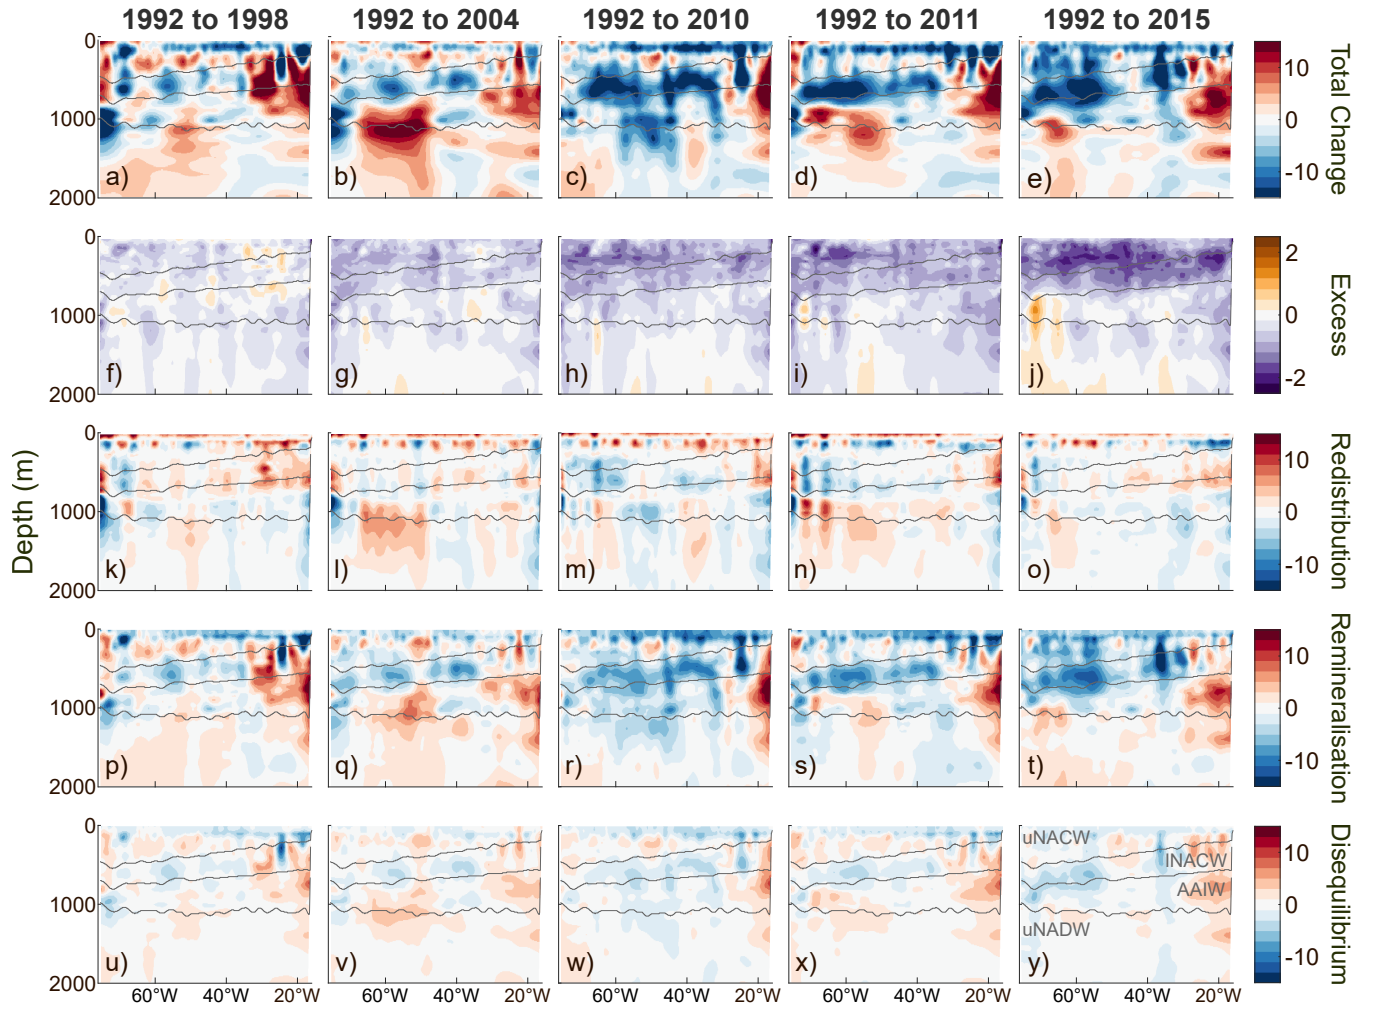 1992 to 1998 1992 to 2004 1992 to 2010 1992 to 2011 1992 to 2015
0
1000
2000
a) b) c) d) e)
10
0
-10
Total Change
0
1000
2000
f) g) h) i) j)
2
0
-2
Excess
0
1000
2000
k) l) m) n) o)
10
0
-10
Redistribution
Depth (m)
0
1000
2000
p) q) r) s) t)
10
0
-10
Remineralisation
0
1000
2000
u) v) w) x) y)
uNACW
lNACW
AAIW
uNADW
10
0
-10
Disequilibrium
60°W 40°W 20°W 60°W 40°W 20°W 60°W 40°W 20°W 60°W 40°W 20°W 60°W 40°W 20°W